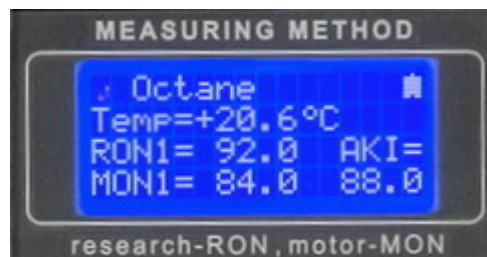 MEASURING METHOD
Octane
Temp=+20.6°C
RON1= 92.0 AKI=
MON1= 84.0 88.0
research-RON, motor-MON